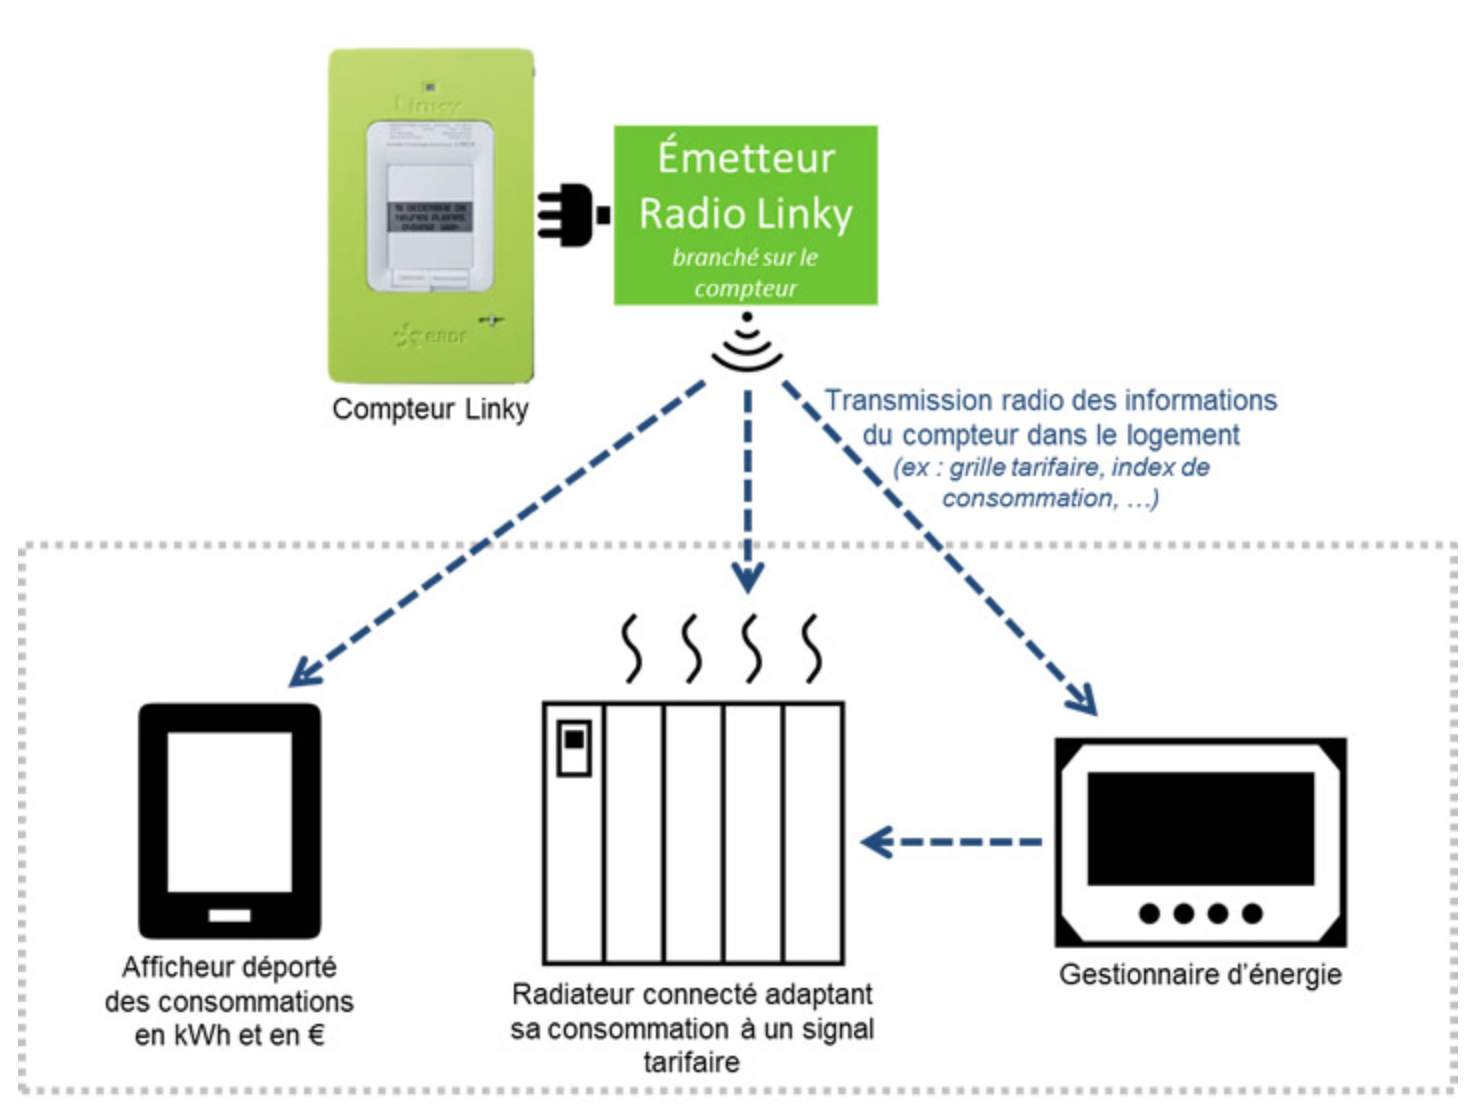 Linky
Émetteur
Radio Linky
branché sur le
compteur
HEURES PLEINES
ERDF
Compteur Linky
Transmission radio des informations
du compteur dans le logement
(ex : grille tarifaire, index de
consommation, ...)
Afficheur déporté
des consommations
en kWh et en €
Radiateur connecté adaptant
sa consommation à un signal
tarifaire
Gestionnaire d'énergie